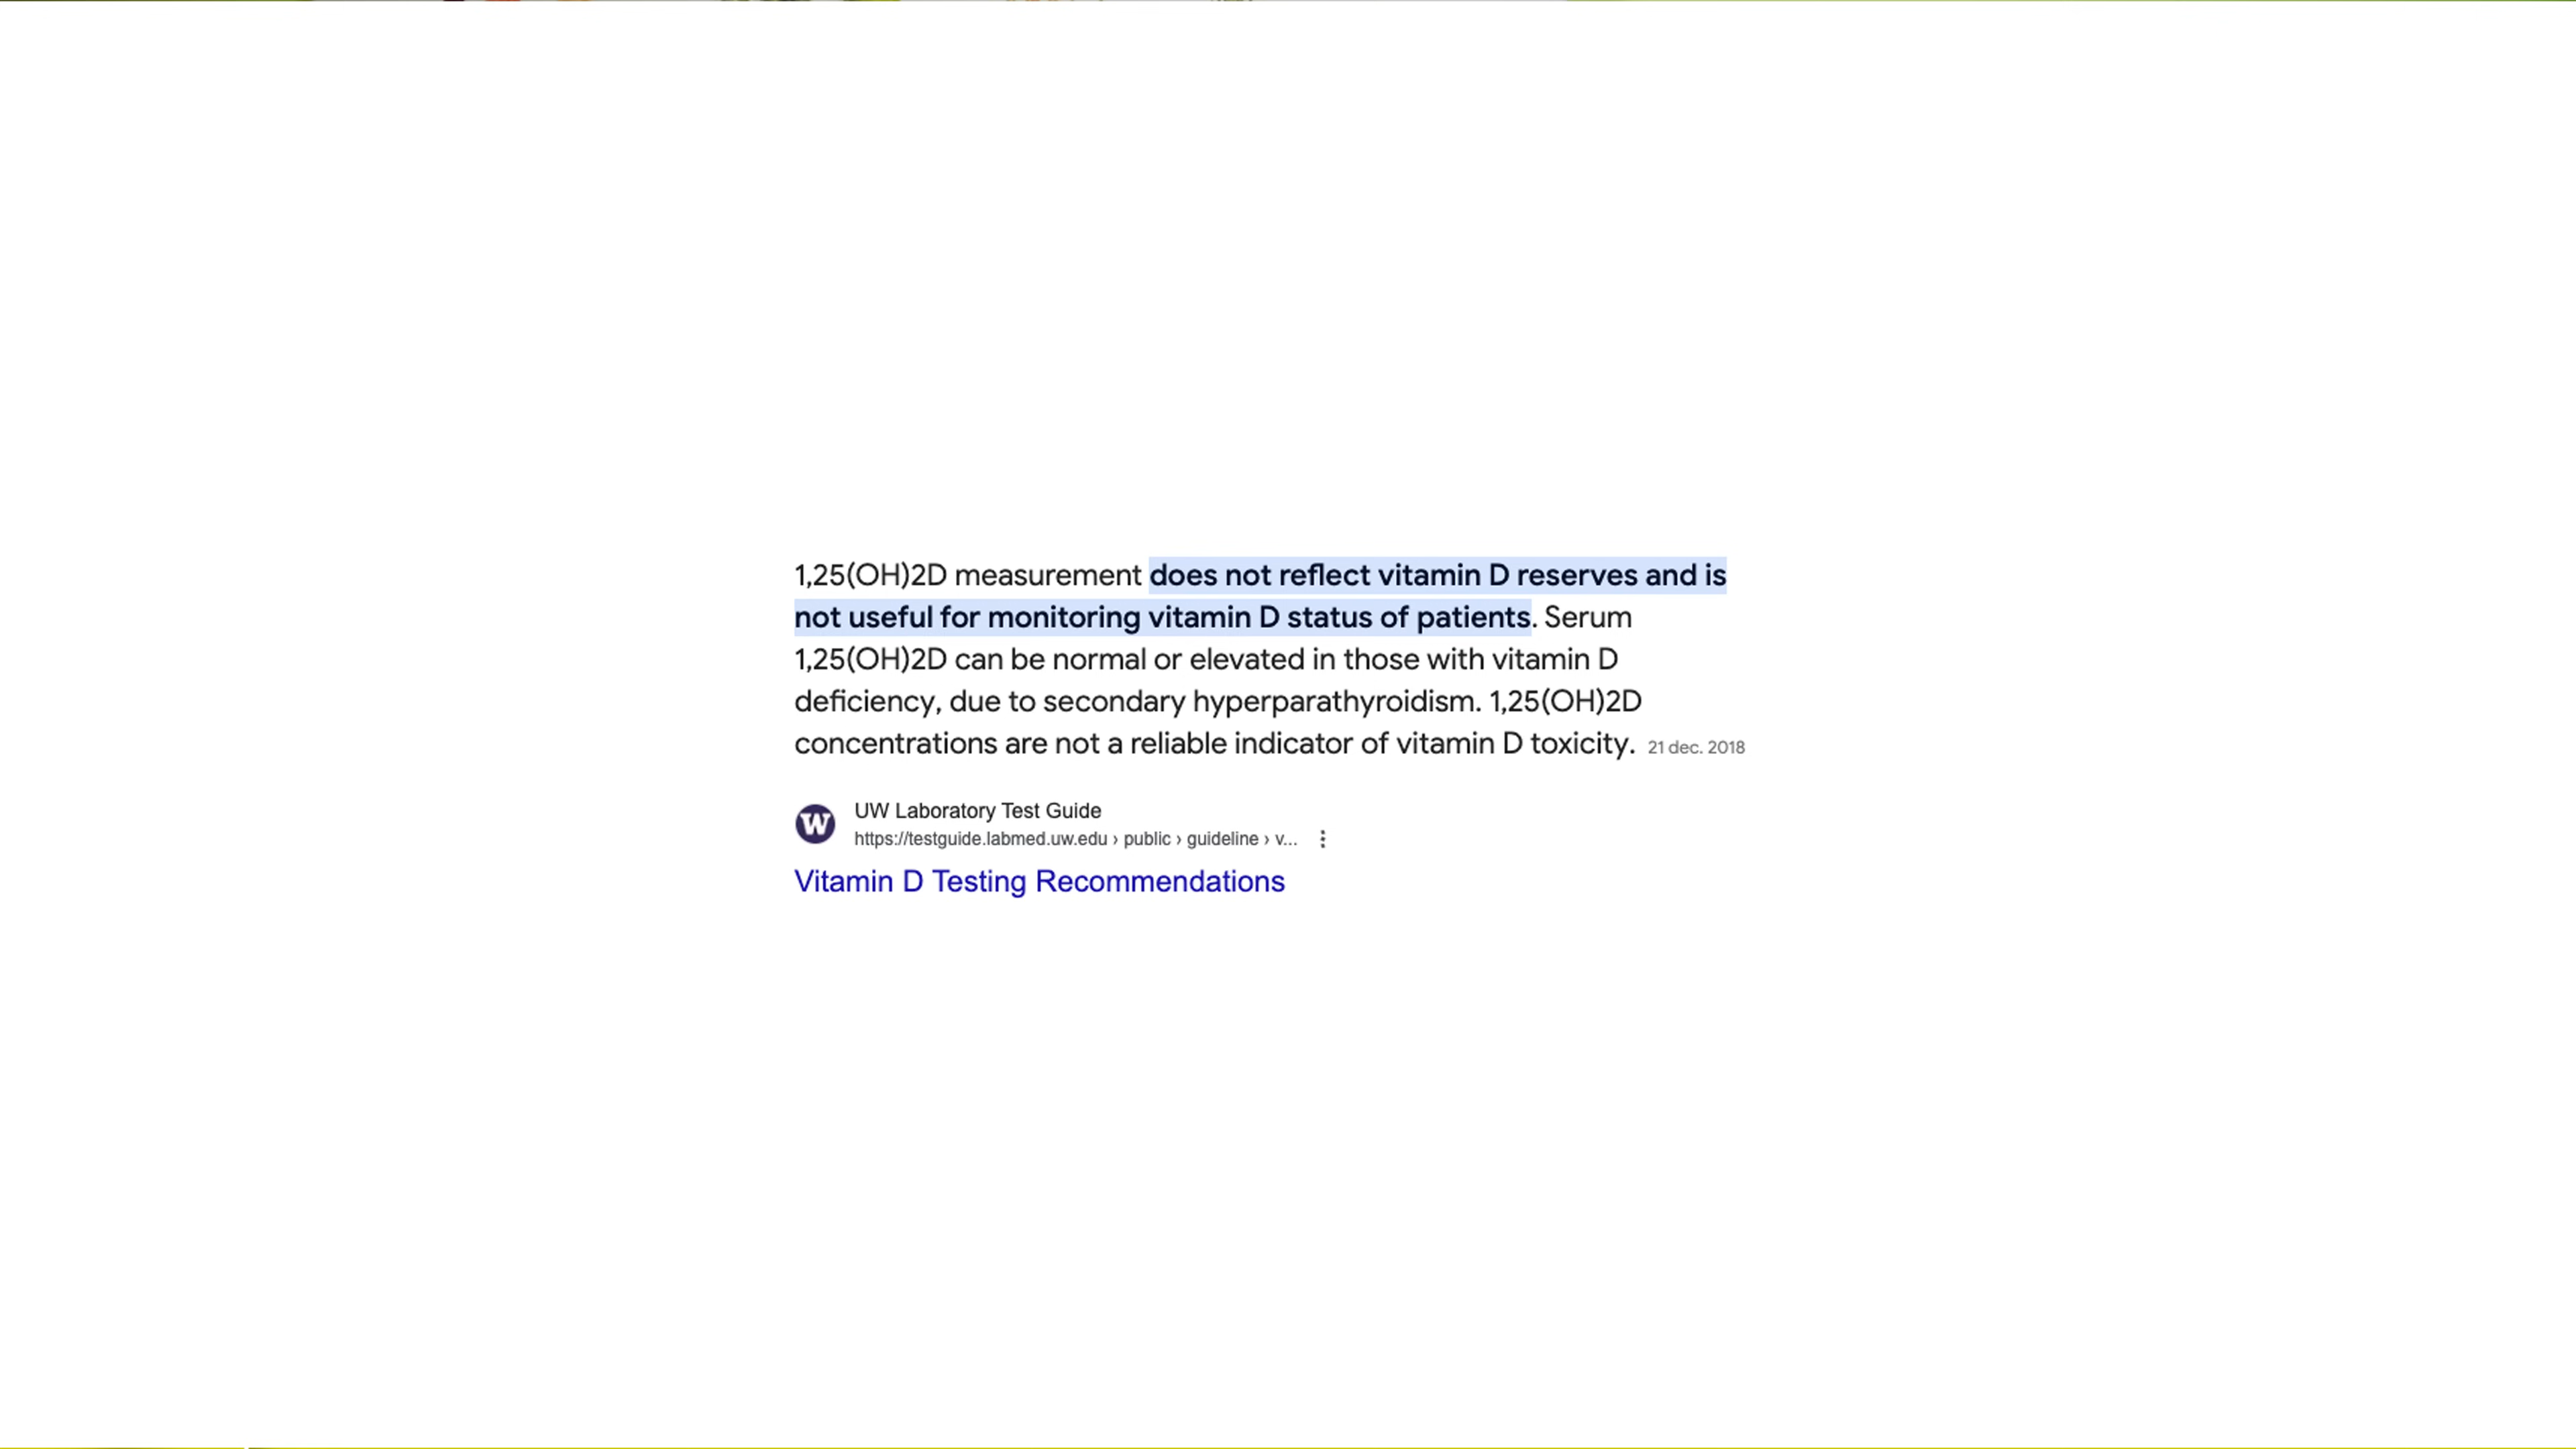 1,25(OH)2D measurement does not reflect vitamin D reserves and is
not useful for monitoring vitamin D status of patients. Serum
1,25(OH)2D can be normal or elevated in those with vitamin D
deficiency, due to secondary hyperparathyroidism. 1,25(OH)2D
concentrations are not a reliable indicator of vitamin D toxicity. 21 dec. 2018
W
UW Laboratory Test Guide
https://testguide.labmed.uw.edu › public › guideline › v...
Vitamin D Testing Recommendations